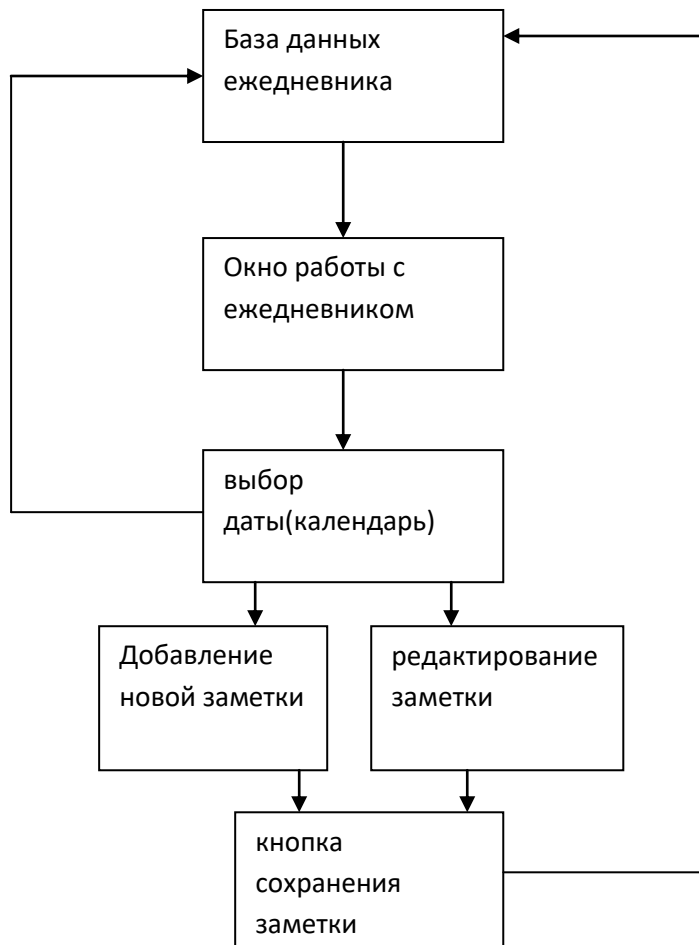 База данных
ежедневника
Окно работы с
ежедневником
выбор
даты(календарь)
Добавление
новой заметки
редактирование
заметки
кнопка
сохранения
заметки